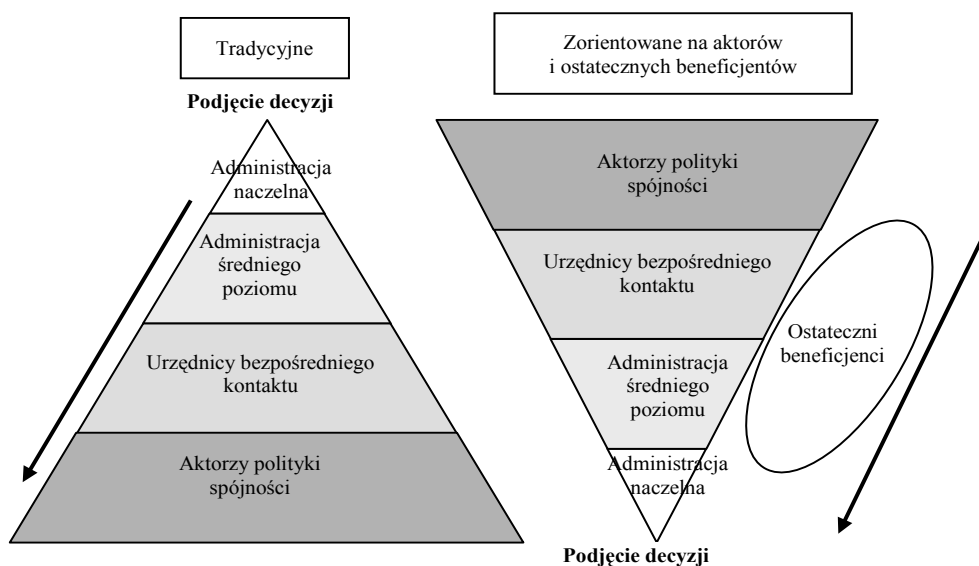 Tradycyjne
Podjęcie decyzji
Administracja
naczelna
Administracja
średniego
poziomu
Urzędnicy bezpośredniego
kontaktu
Aktorzy polityki
spójności
Zorientowane na aktorów
i ostatecznych beneficjentów
Aktorzy polityki
spójności
Urzędnicy bezpośredniego
kontaktu
Administracja
średniego
poziomu
Administracja
naczelna
Podjęcie decyzji
Ostateczni
beneficjenci